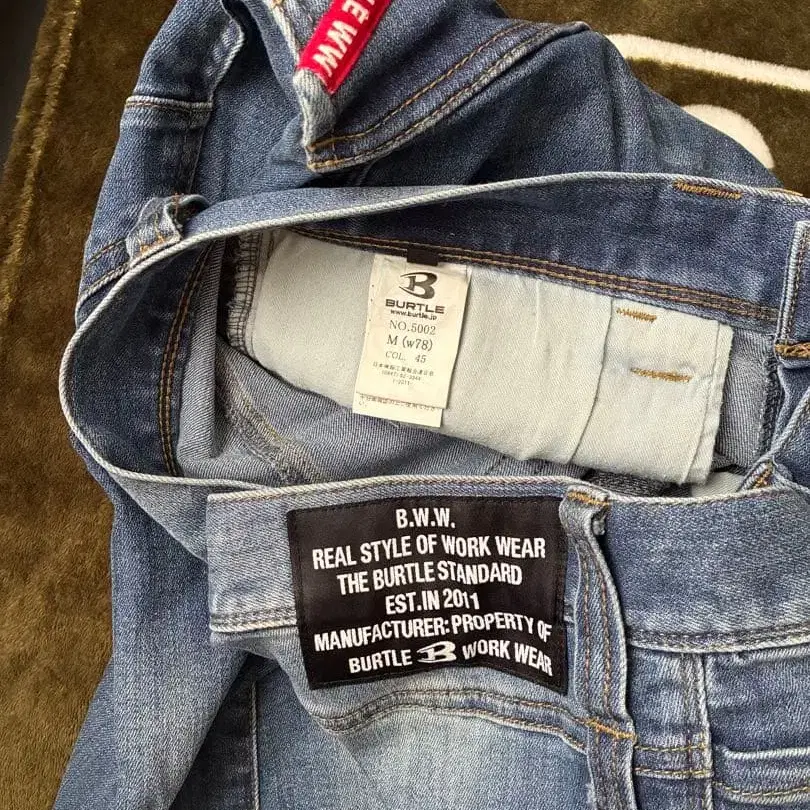 EWW
BURTLE
www.burtle.jp
NO.5002
M (w78)
COL. 45
B.W.W.
REAL STYLE OF WORK WEAR
THE BURTLE STANDARD
EST.IN 2011
MANUFACTURER: PROPERTY OF
BURTLE B WORK WEAR